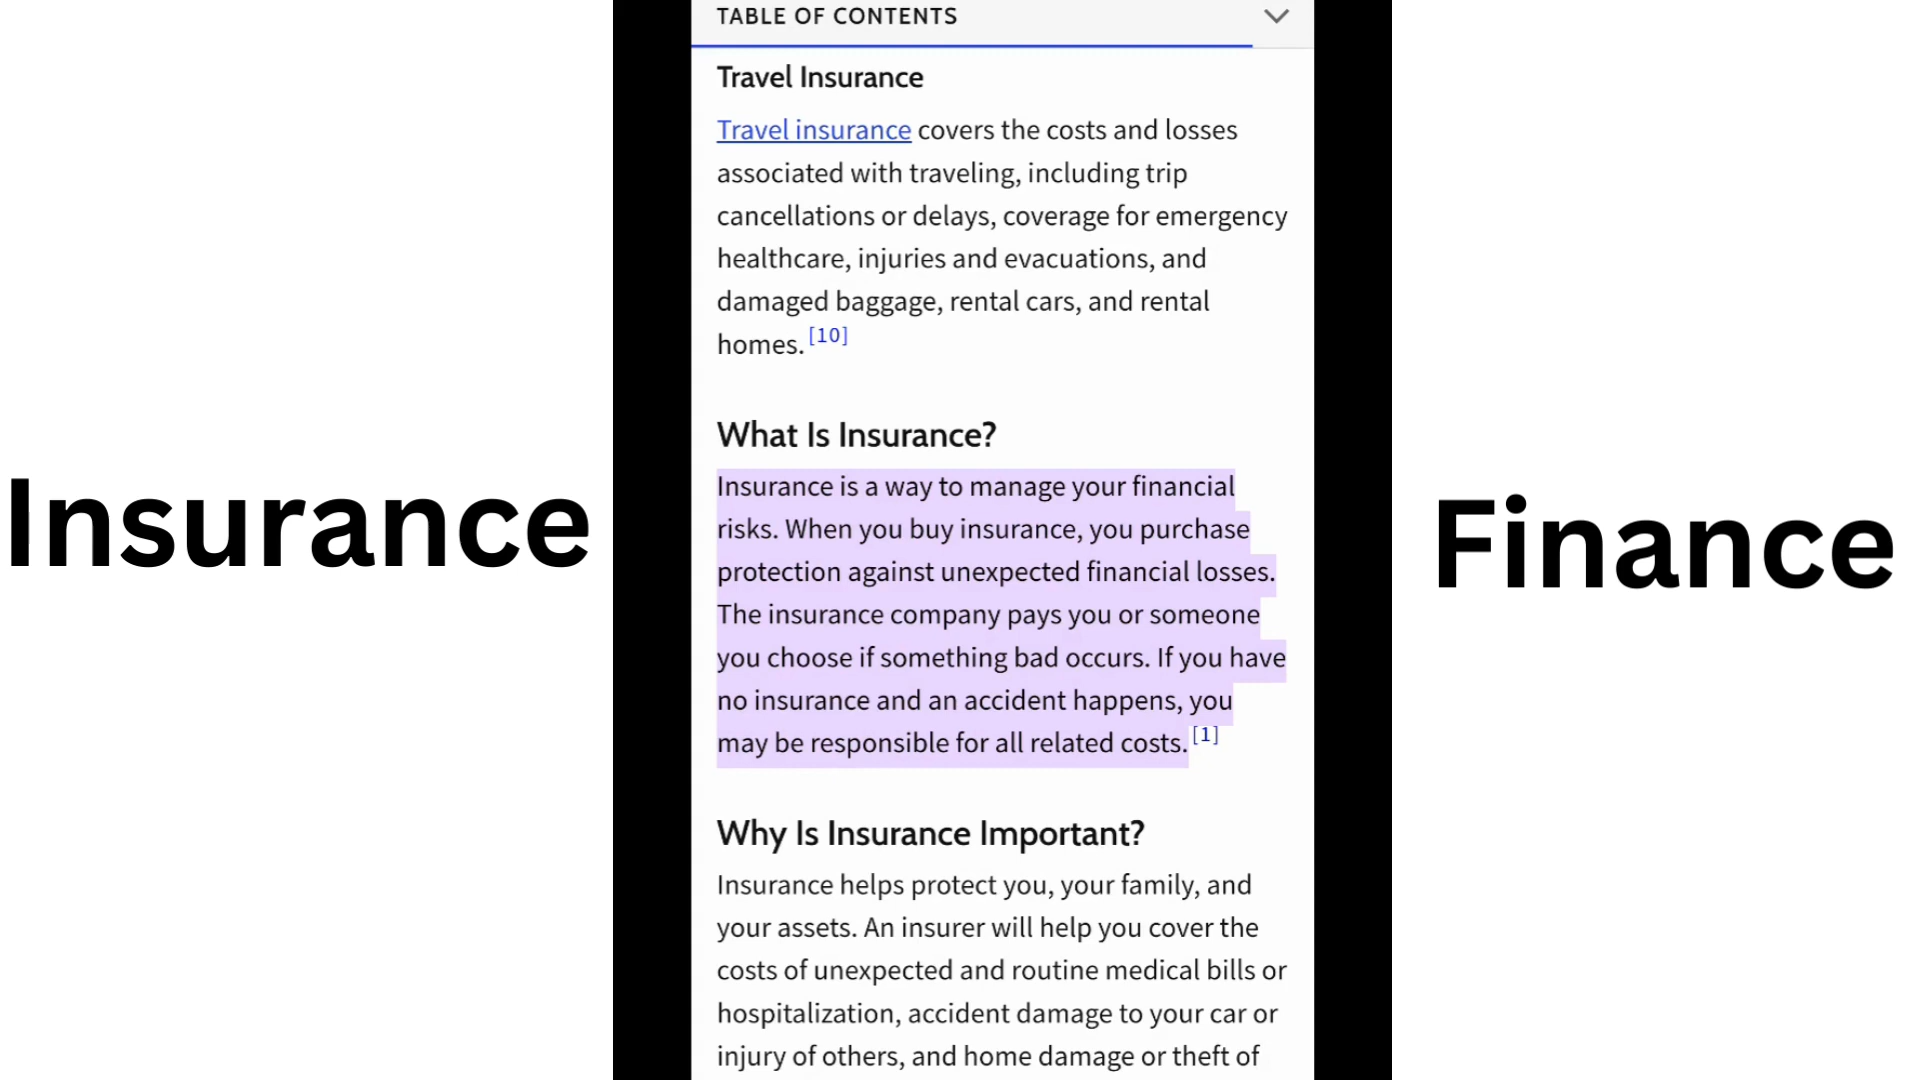 TABLE OF CONTENTS
Travel Insurance
Travel insurance covers the costs and losses
associated with traveling, including trip
cancellations or delays, coverage for emergency
healthcare, injuries and evacuations, and
damaged baggage, rental cars, and rental
homes. [10]
What Is Insurance?
Insurance is a way to manage your financial
risks. When you buy insurance, you purchase
protection against unexpected financial losses.
The insurance company pays you or someone
you choose if something bad occurs. If you have
no insurance and an accident happens, you
may be responsible for all related costs. [1]
Why Is Insurance Important?
Insurance helps protect you, your family, and
your assets. An insurer will help you cover the
costs of unexpected and routine medical bills or
hospitalization, accident damage to your car or
injury of others, and home damage or theft of
Insurance
Finance